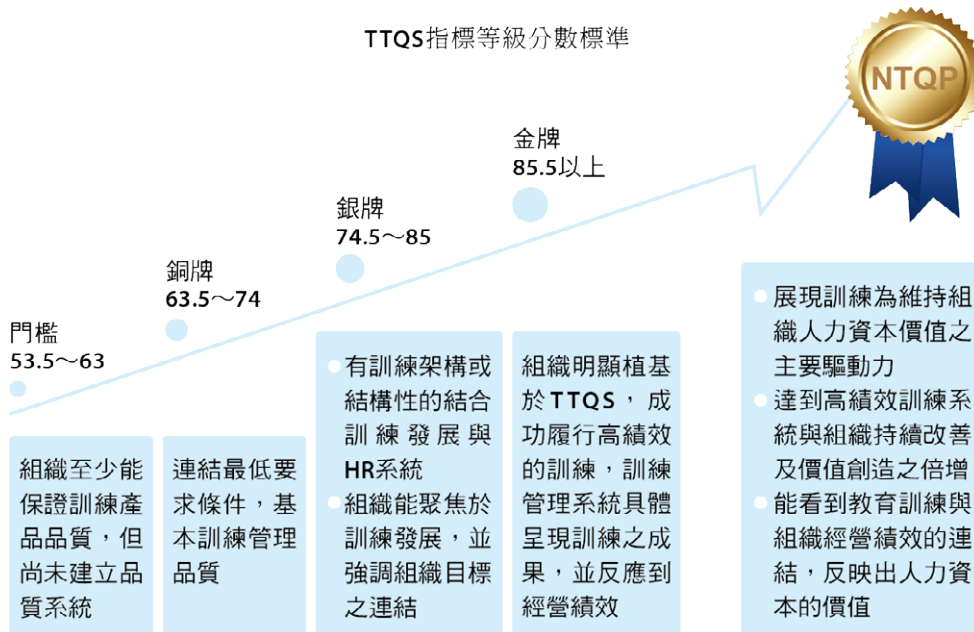 TTQS指標等級分數標準
NTQP
金牌
85.5以上
銀牌
74.5～85
銅牌
63.5～74
門檻
53.5～63
組織至少能
保證訓練產
品品質，但
尚未建立品
質系統
連結最低要
求條件，基
本訓練管理
品質
有訓練架構或
結構性的結合
訓練發展與
HR系統
組織能聚焦於
訓練發展，並
強調組織目標
之連結
組織明顯植基
於TTQS，成
功履行高績效
的訓練，訓練
管理系統具體
呈現訓練之成
果，並反應到
經營績效
展現訓練為維持組
織人力資本價值之
主要驅動力
達到高績效訓練系
統與組織持續改善
及價值創造之倍增
能看到教育訓練與
組織經營績效的連
結，反映出人力資
本的價值